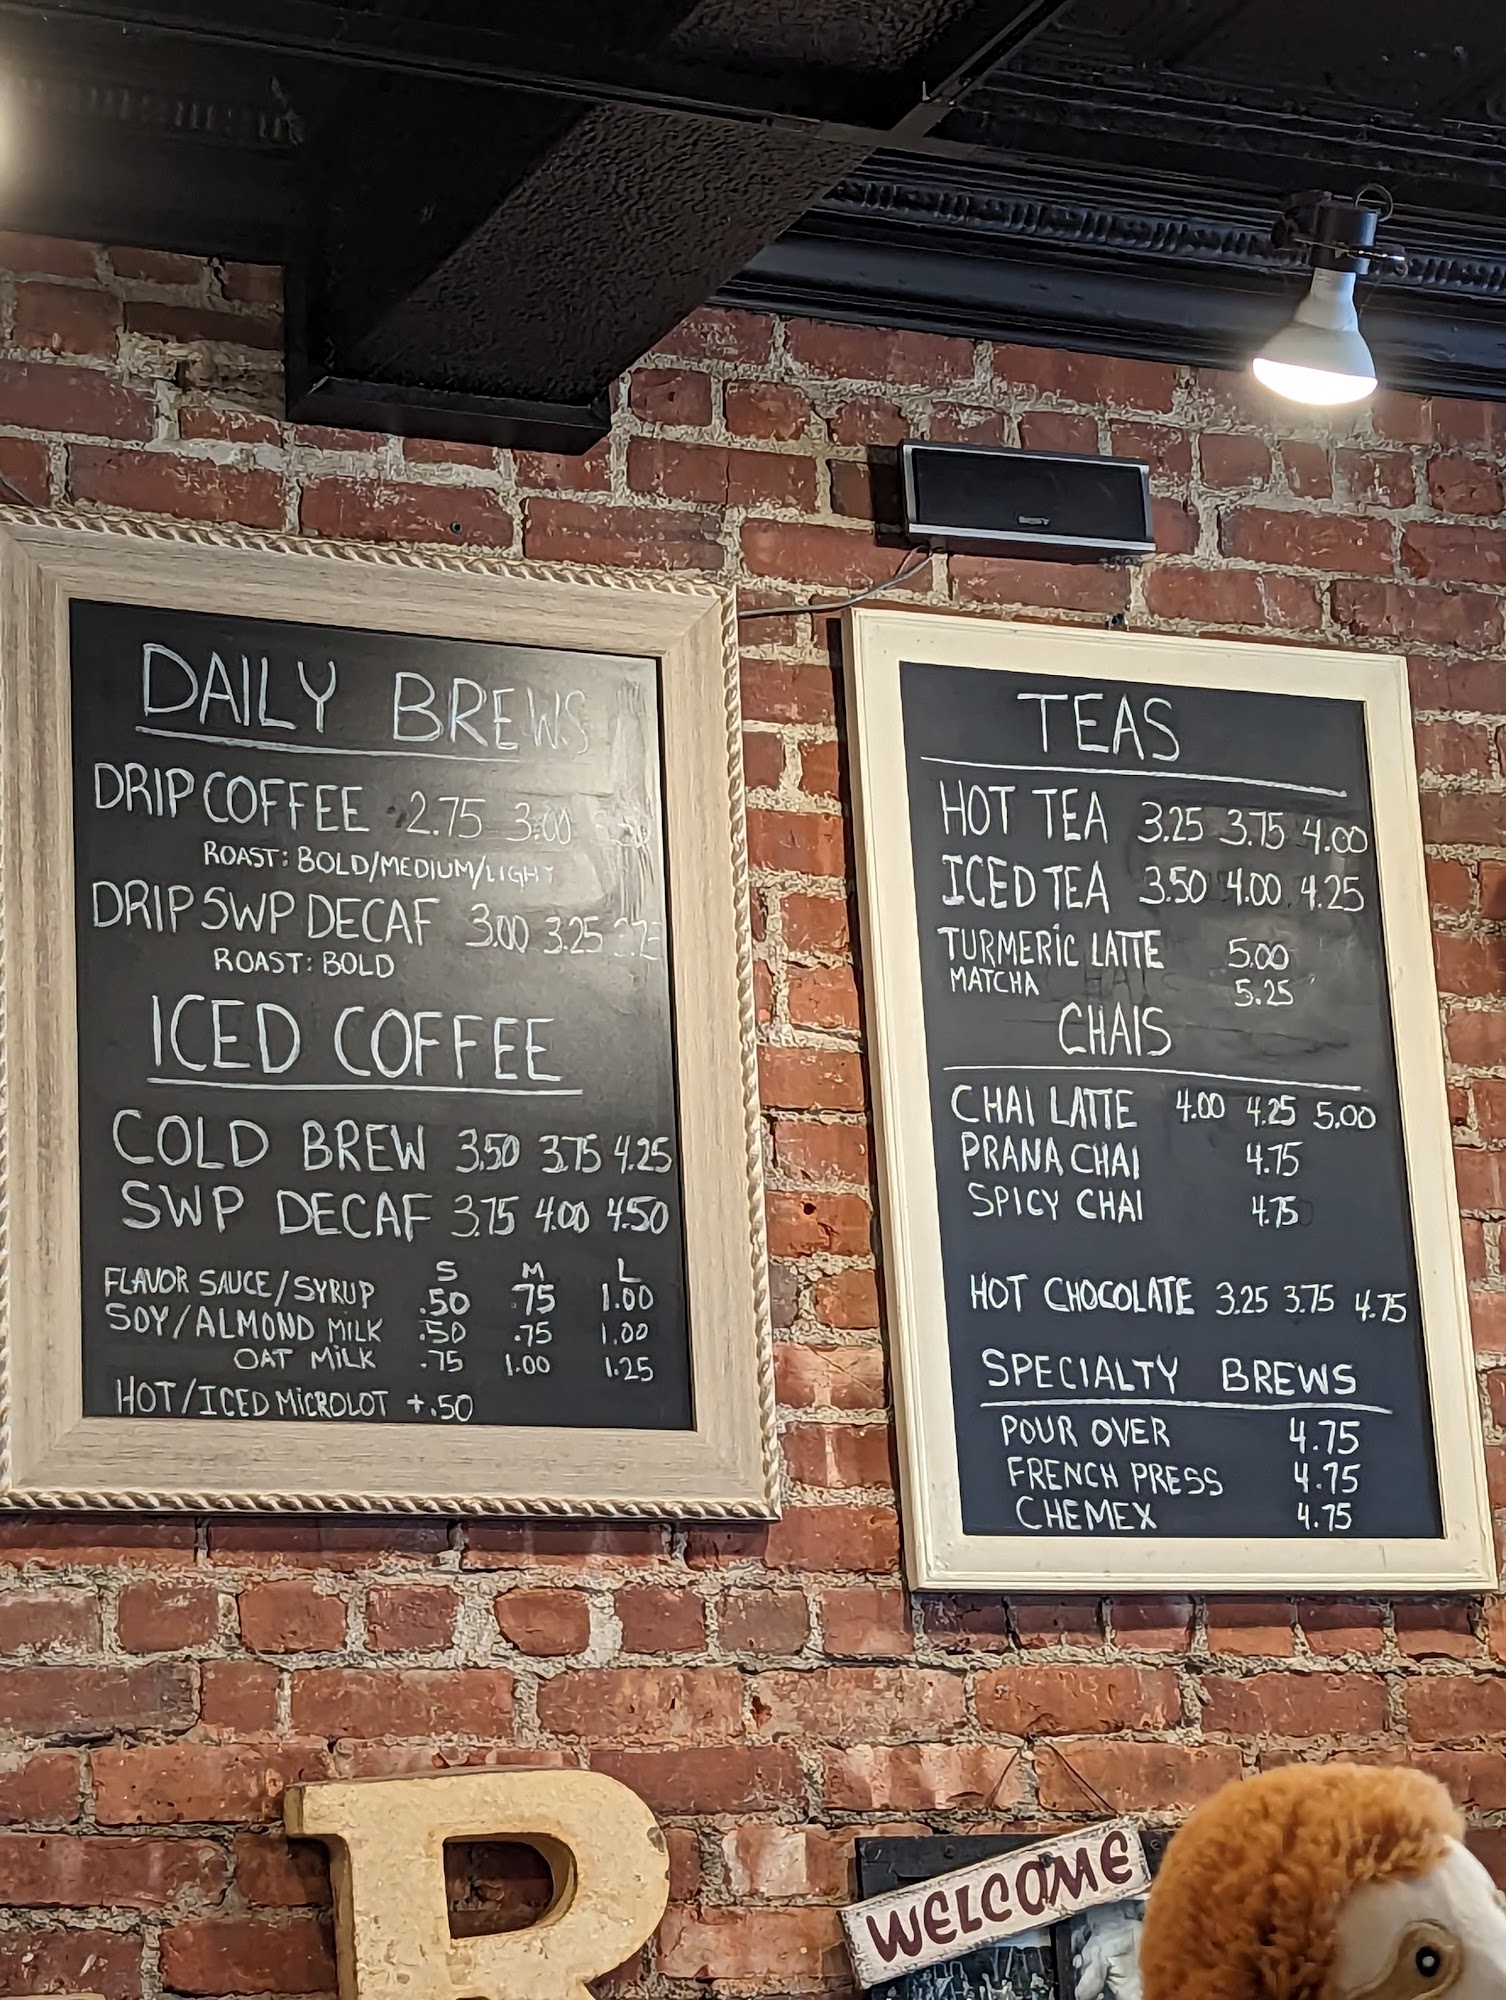 DAILY BREWS
DRIP COFFEE 2.75 3.00
ROAST: BOLD/MEDIUM/LIGHT
DRIP SWP DECAF 3.00 3.25
ROAST: BOLD
ICED COFFEE
COLD BREW 3.50 3.75 4.25
SWP DECAF 3.75 4.00 4.50
S M L
FLAVOR SAUCE/SYRUP .50 .75 1.00
SOY/ALMOND MILK .50 .75 1.00
OAT MILK .75 1.00 1.25
HOT/ICED MICROLOT +.50
SONY
TEAS
HOT TEA 3.25 3.75 4.00
ICED TEA 3.50 4.00 4.25
TURMERIC LATTE 5.00
MATCHA 5.25
CHAIS
CHAI LATTE 4.00 4.25 5.00
PRANA CHAI 4.75
SPICY CHAI 4.75
HOT CHOCOLATE 3.25 3.75 4.75
SPECIALTY BREWS
POUR OVER 4.75
FRENCH PRESS 4.75
CHEMEX 4.75
R
WELCOME